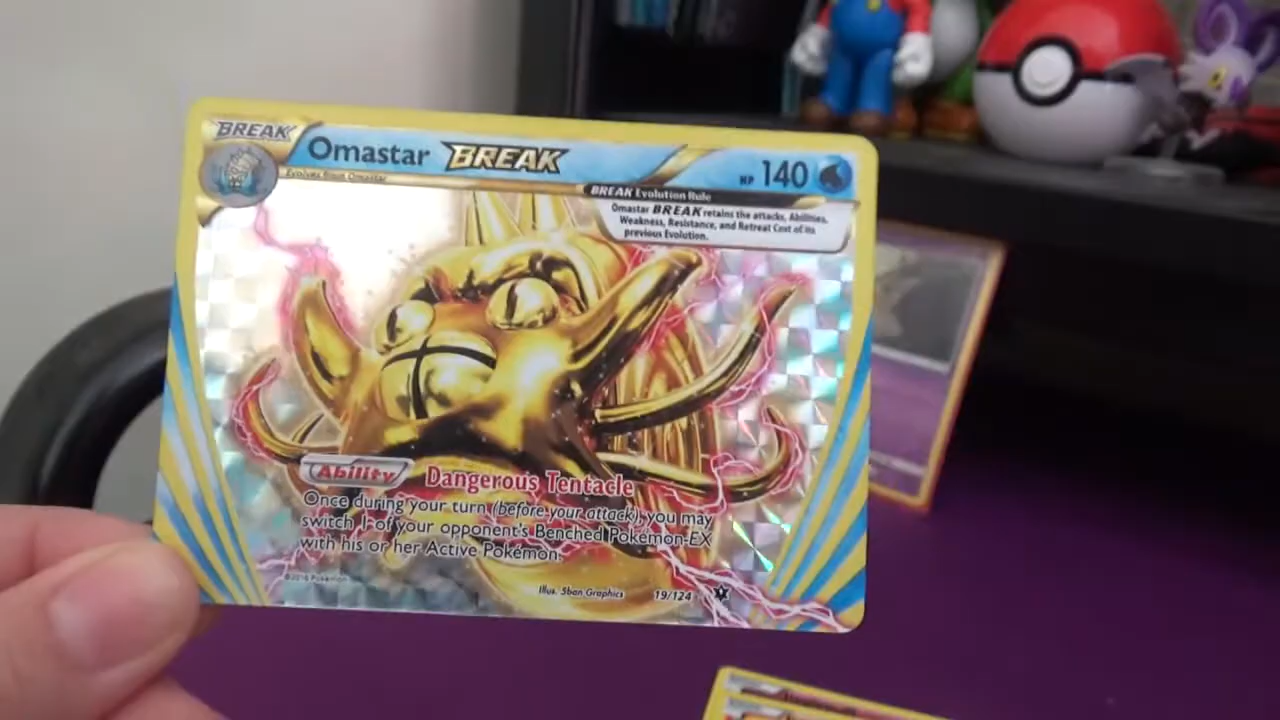 BREAK
Omastar BREAK
HP 140
Evolves from Omastar
BREAK Evolution Rule
Omastar BREAK retains the attacks, Abilities,
Weakness, Resistance, and Retreat Cost of its
previous Evolution.
Ability Dangerous Tentacle
Once during your turn (before your attack), you may
switch 1 of your opponent's Benched Pokémon-EX
with his or her Active Pokémon.
©2016 Pokémon
Illus. 5ban Graphics
19/124